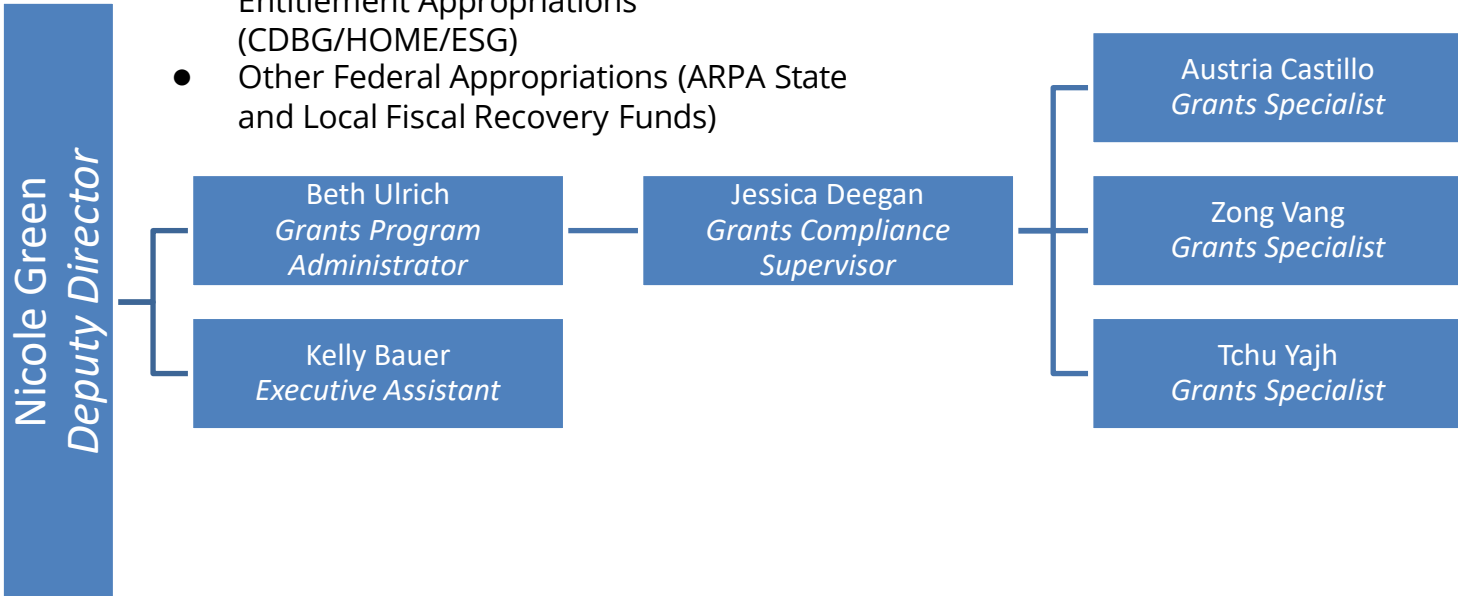 Entitlement Appropriations
(CDBG/HOME/ESG)
● Other Federal Appropriations (ARPA State
and Local Fiscal Recovery Funds)
Nicole Green
Deputy Director
Beth Ulrich
Grants Program
Administrator
Kelly Bauer
Executive Assistant
Jessica Deegan
Grants Compliance
Supervisor
Austria Castillo
Grants Specialist
Zong Vang
Grants Specialist
Tchu Yajh
Grants Specialist